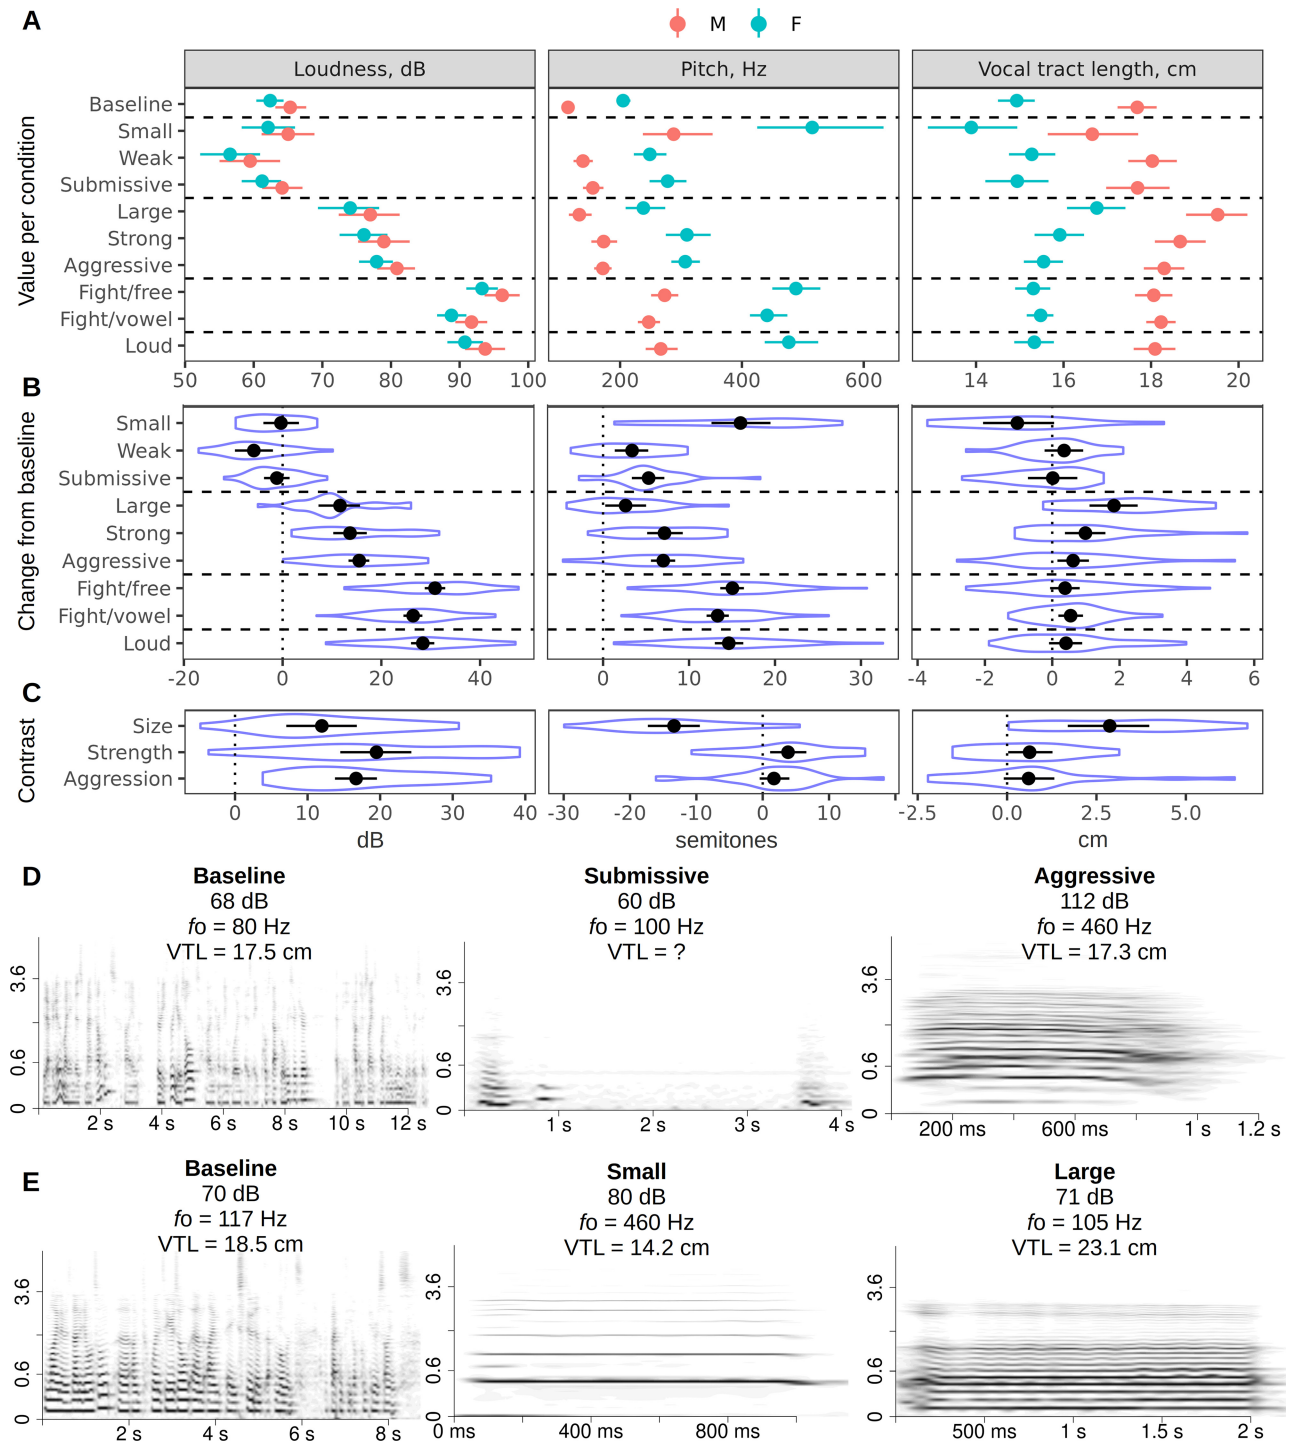 A
M F
Loudness, dB Pitch, Hz Vocal tract length, cm
Value per condition
Baseline
Small
Weak
Submissive
Large
Strong
Aggressive
Fight/free
Fight/vowel
Loud
50 60 70 80 90 100 200 400 600 14 16 18 20
B
Change from baseline
Small
Weak
Submissive
Large
Strong
Aggressive
Fight/free
Fight/vowel
Loud
-20 0 20 40 0 10 20 30 -4 -2 0 2 4 6
C
Contrast
Size
Strength
Aggression
0 10 20 30 40 -30 -20 -10 0 10 -2.5 0.0 2.5 5.0
dB semitones cm
D
Baseline
68 dB
fo = 80 Hz
VTL = 17.5 cm
3.6
0.6
0
2 s 4 s 6 s 8 s 10 s 12 s
Submissive
60 dB
fo = 100 Hz
VTL = ?
3.6
0.6
0
1 s 2 s 3 s 4 s
Aggressive
112 dB
fo = 460 Hz
VTL = 17.3 cm
3.6
0.6
0
200 ms 600 ms 1 s 1.2 s
E
Baseline
70 dB
fo = 117 Hz
VTL = 18.5 cm
3.6
0.6
0
2 s 4 s 6 s 8 s
Small
80 dB
fo = 460 Hz
VTL = 14.2 cm
3.6
0.6
0
0 ms 400 ms 800 ms
Large
71 dB
fo = 105 Hz
VTL = 23.1 cm
3.6
0.6
0
500 ms 1 s 1.5 s 2 s